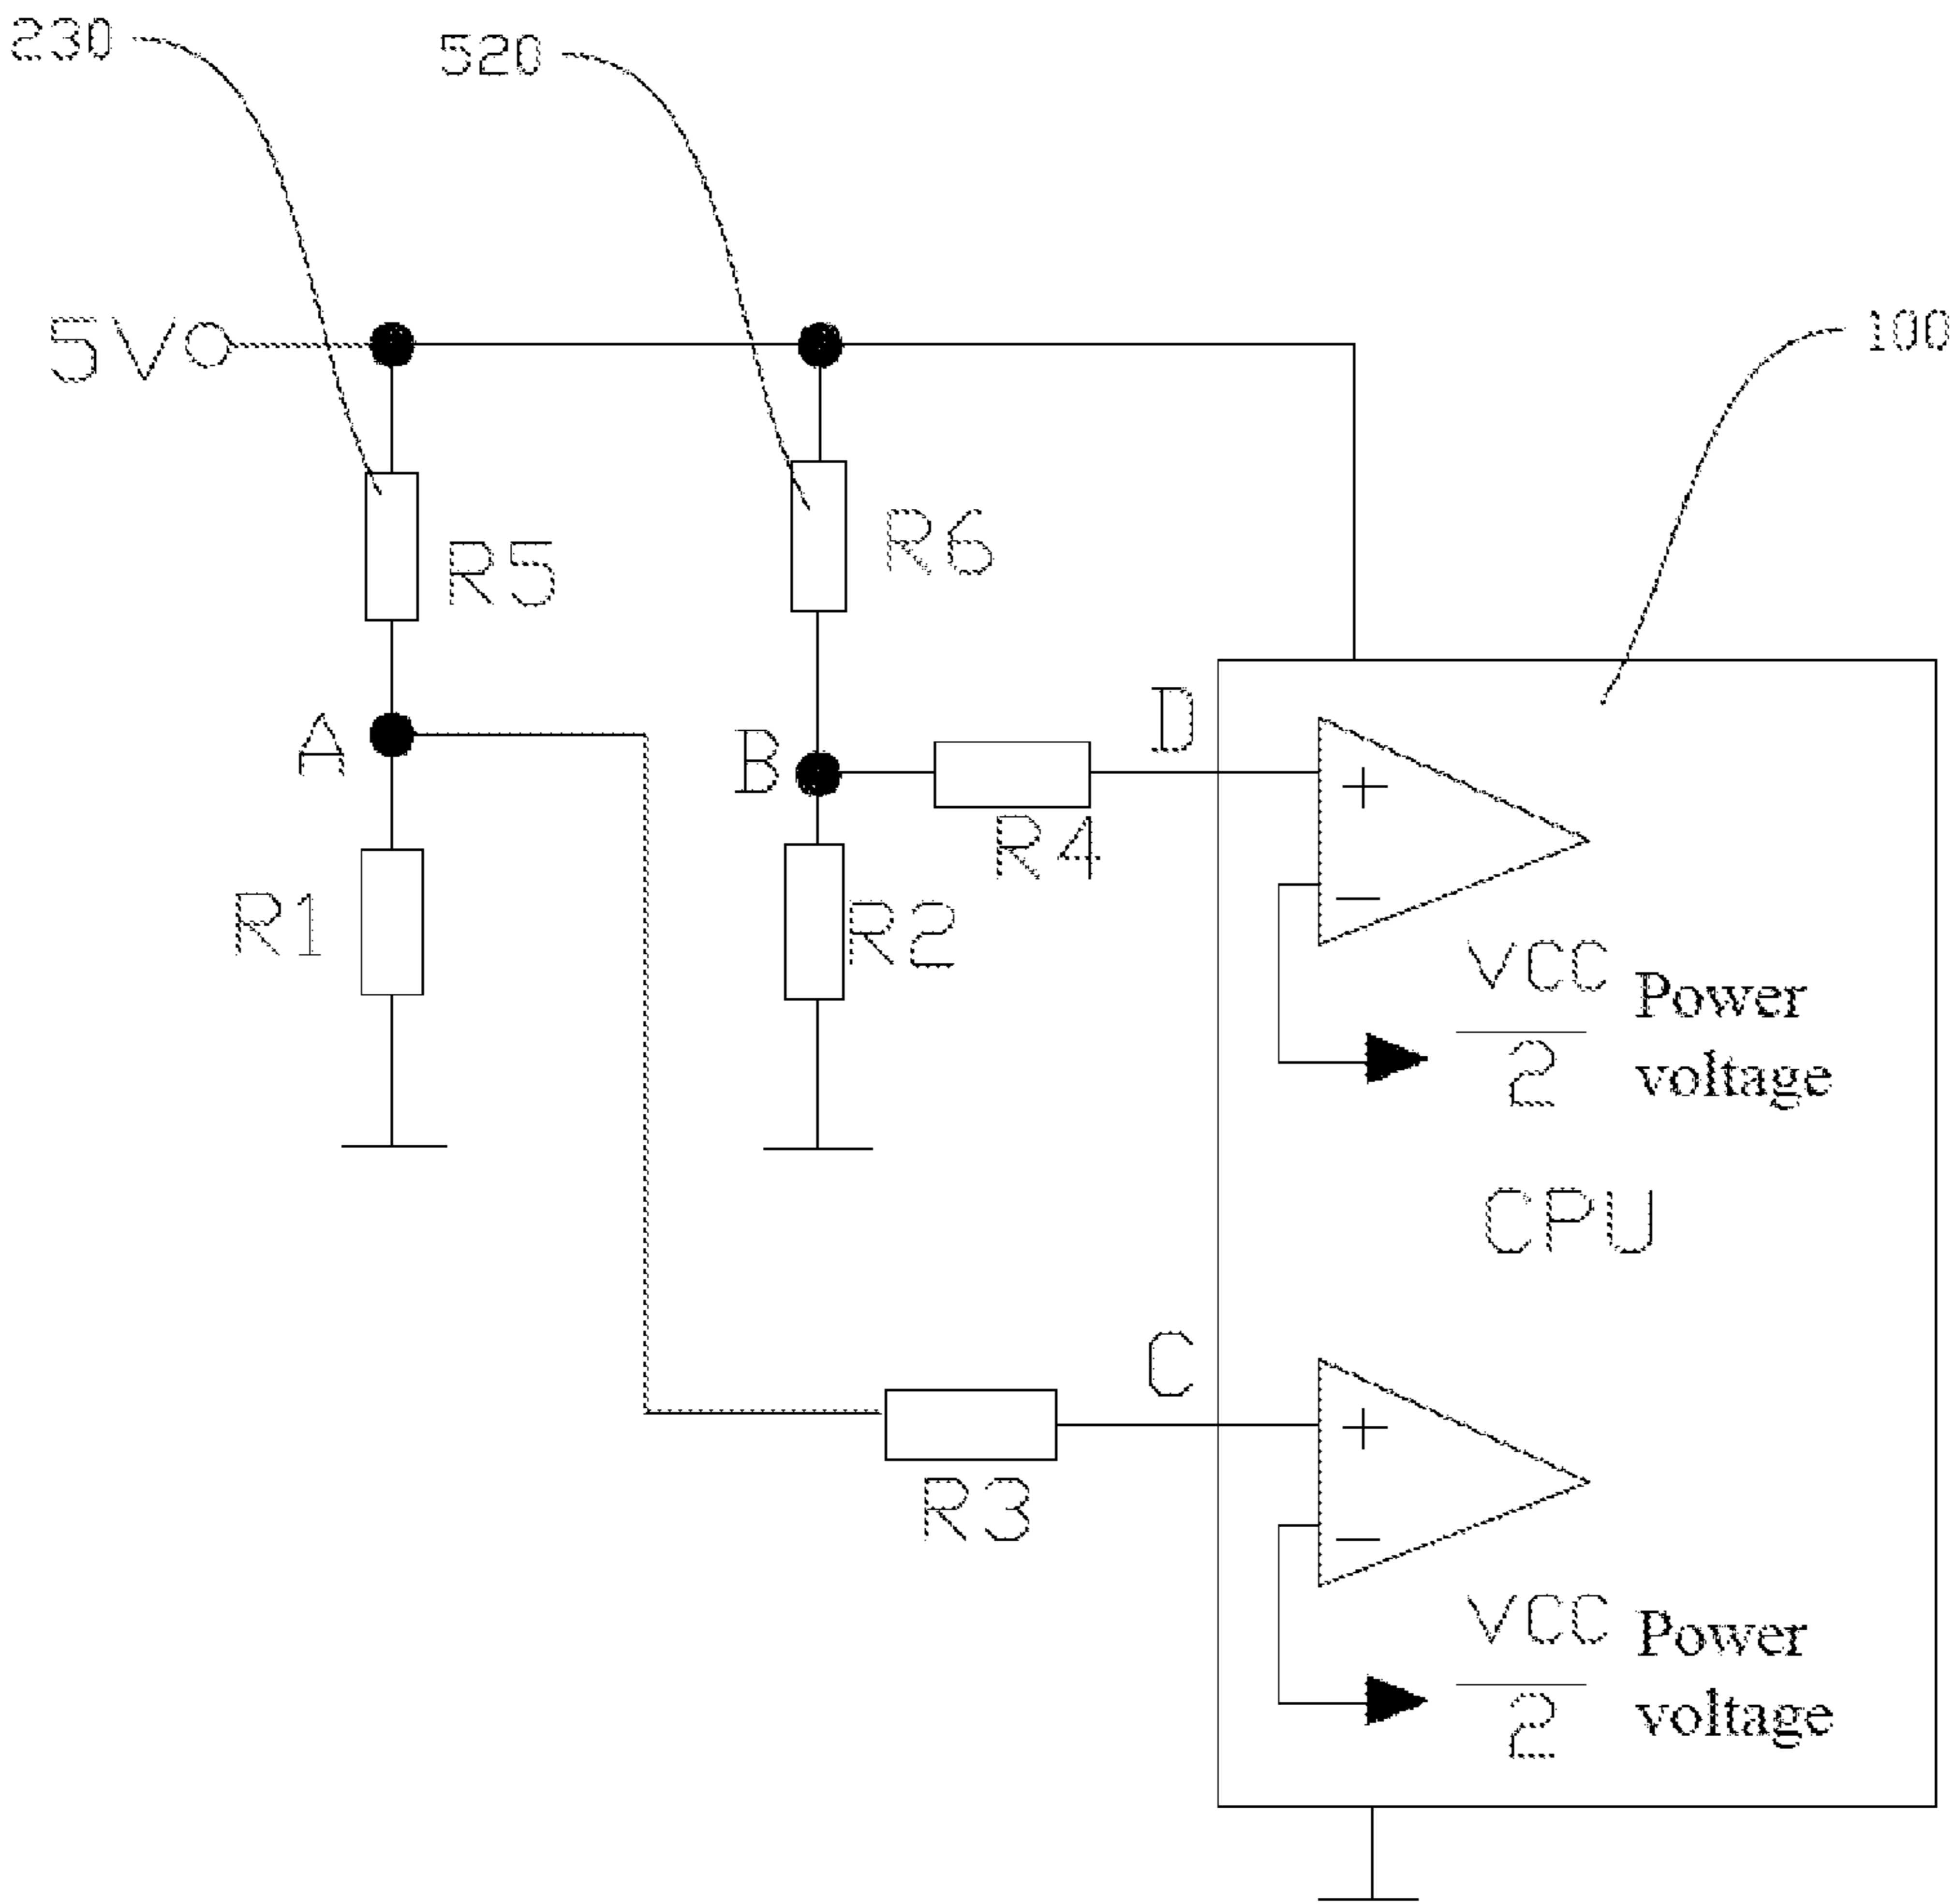 230
520
5V
100
R5
R6
A
B
D
R4
R1
R2
+
−
VCC
2
Power
voltage
CPU
C
R3
+
−
VCC
2
Power
voltage